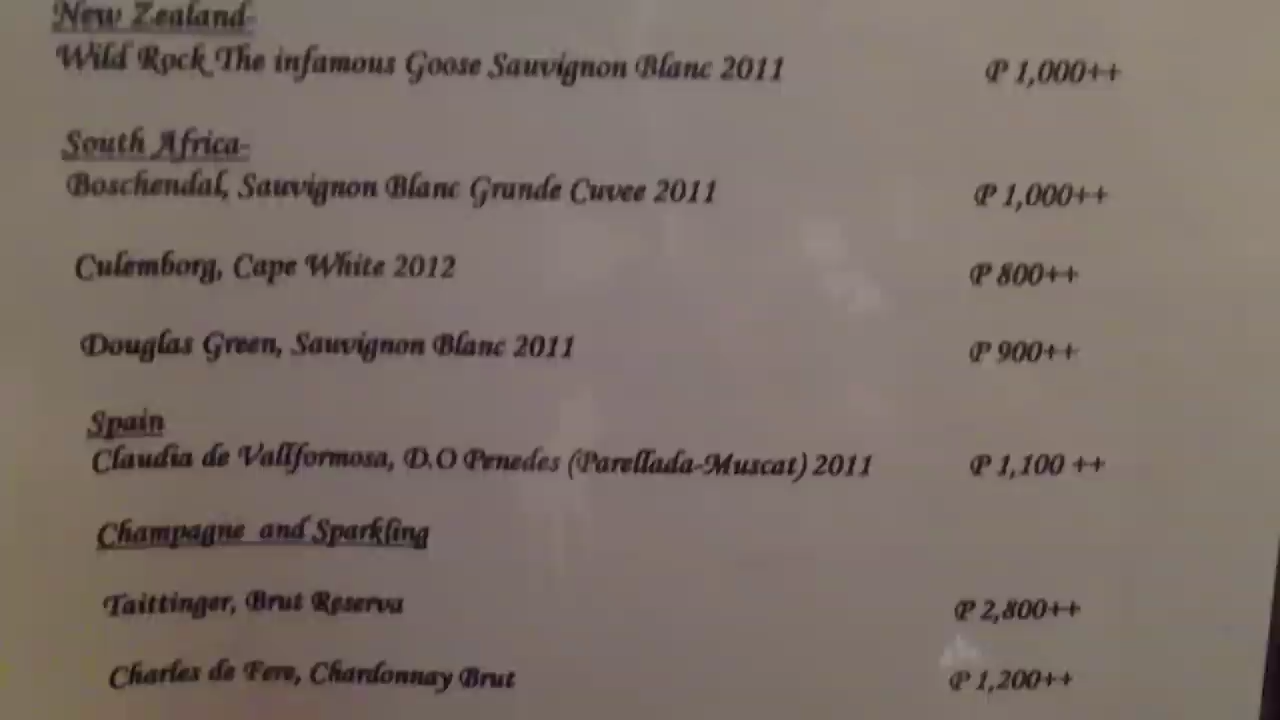 New Zealand-
Wild Rock The infamous Goose Sauvignon Blanc 2011 P 1,000++
South Africa-
Boschendal, Sauvignon Blanc Grande Cuvee 2011 P 1,000++
Culemborg, Cape White 2012 P 800++
Douglas Green, Sauvignon Blanc 2011 P 900++
Spain
Claudia de Vallformosa, D.O Penedes (Parellada-Muscat) 2011 P 1,100 ++
Champagne and Sparkling
Taittinger, Brut Reserva P 2,800++
Charles de Fere, Chardonnay Brut P 1,200++